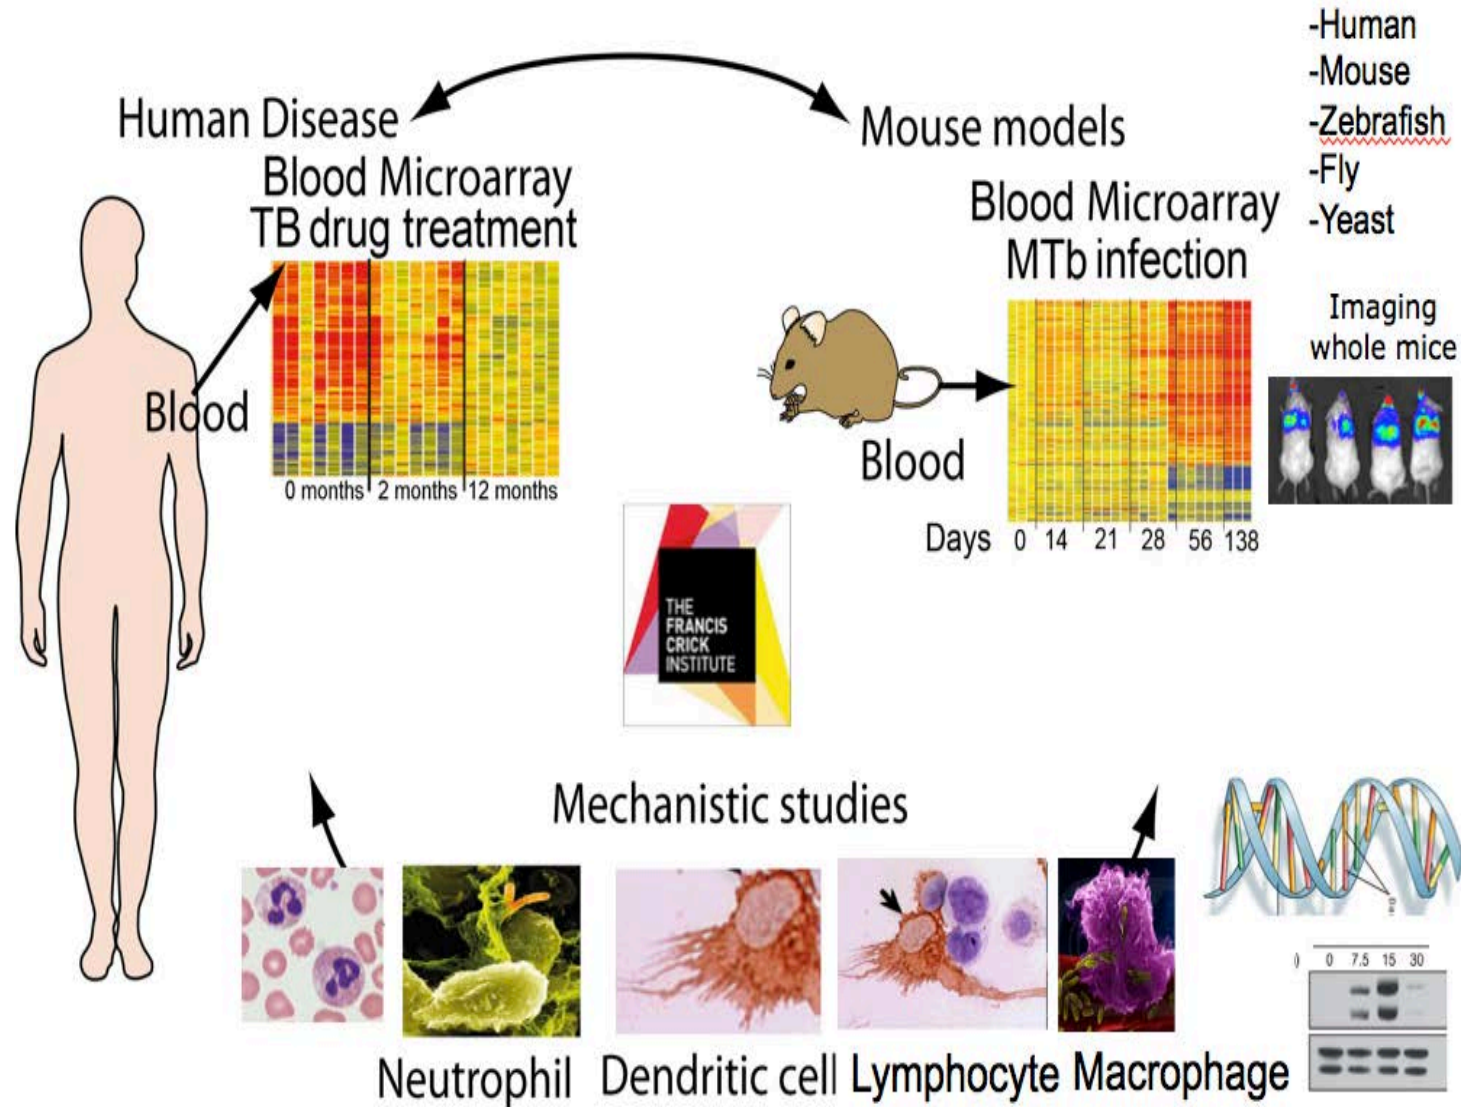 -Human
-Mouse
-Zebrafish
-Fly
-Yeast
Human Disease
Blood Microarray
TB drug treatment
Blood
0 months
2 months
12 months
Mouse models
Blood Microarray
MTb infection
Blood
Days 0 14 21 28 56 138
Imaging
whole mice
THE
FRANCIS
CRICK
INSTITUTE
Mechanistic studies
Neutrophil
Dendritic cell
Lymphocyte
Macrophage
) 0 7.5 15 30